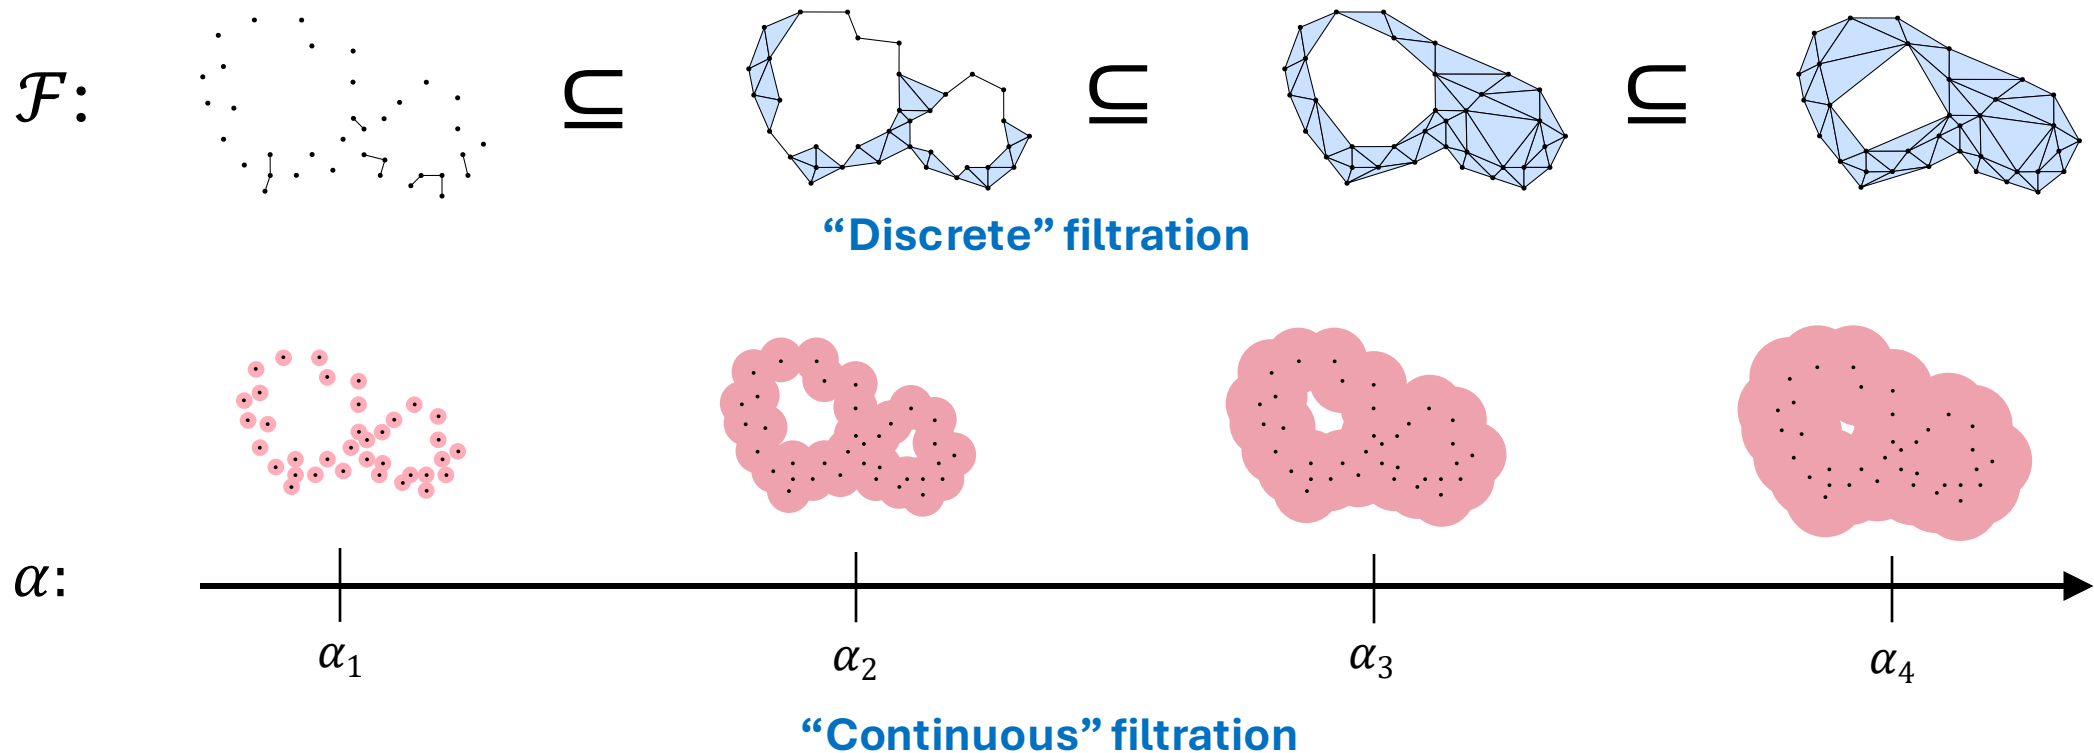 ℱ: ⊆ ⊆ ⊆
“Discrete” filtration
α:
α₁ α₂ α₃ α₄
“Continuous” filtration